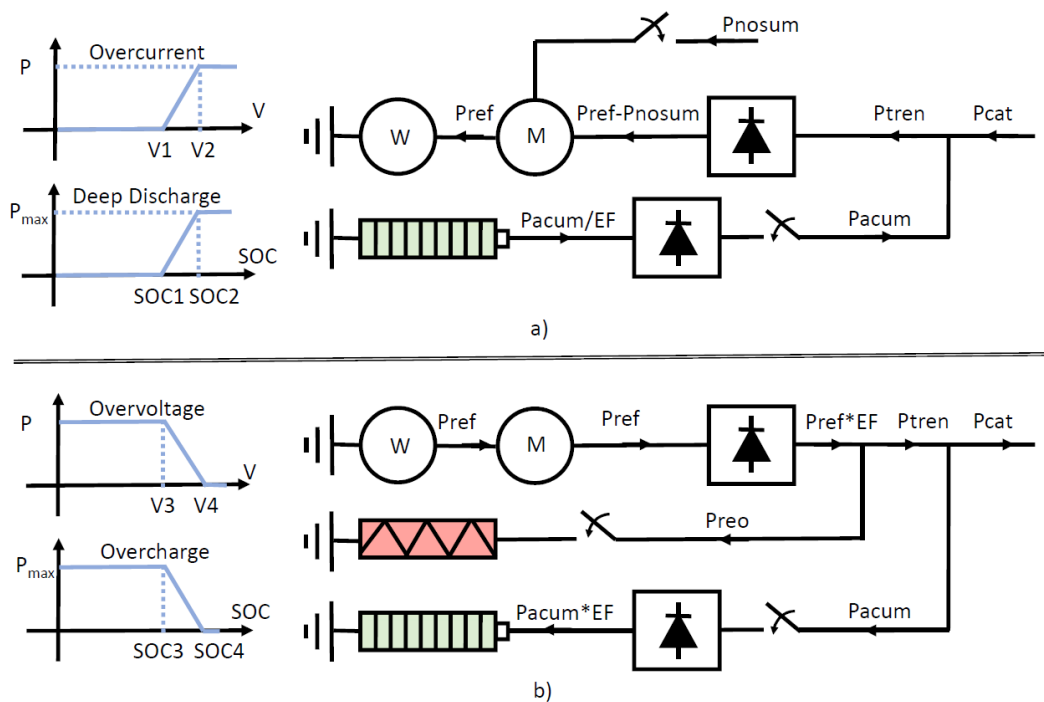 Overcurrent
P
V
V1 V2
Deep Discharge
Pmax
SOC
SOC1 SOC2
Pnosum
Pref
Pref-Pnosum
Ptren
Pcat
W
M
Pacum/EF
Pacum
a)
Overvoltage
P
V
V3 V4
Overcharge
Pmax
SOC
SOC3 SOC4
Pref
Pref
Pref*EF
Ptren
Pcat
W
M
Preo
Pacum*EF
Pacum
b)